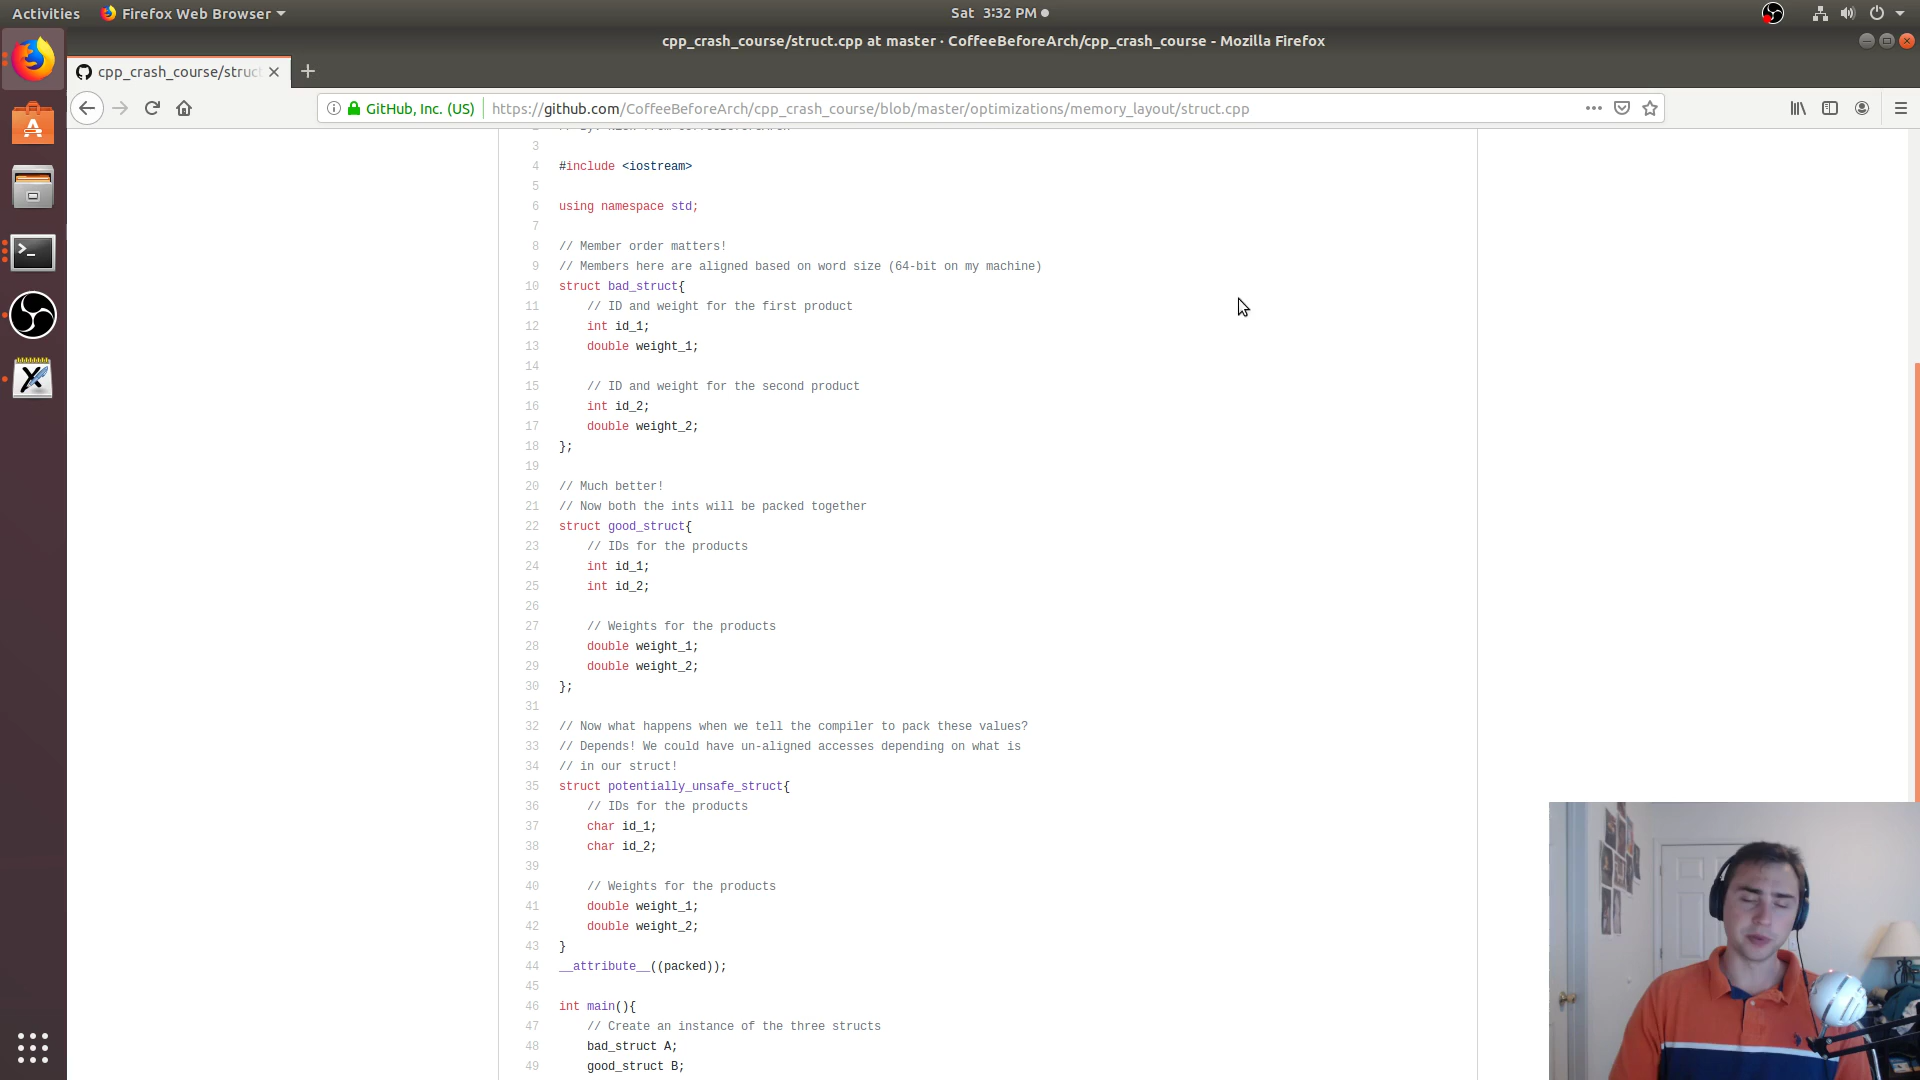 Activities
Firefox Web Browser
Sat 3:32 PM
cpp_crash_course/struct.cpp at master · CoffeeBeforeArch/cpp_crash_course - Mozilla Firefox
cpp_crash_course/struct
GitHub, Inc. (US)
https://github.com/CoffeeBeforeArch/cpp_crash_course/blob/master/optimizations/memory_layout/struct.cpp
3
4 #include <iostream>
5
6 using namespace std;
7
8 // Member order matters!
9 // Members here are aligned based on word size (64-bit on my machine)
10 struct bad_struct{
11 // ID and weight for the first product
12 int id_1;
13 double weight_1;
14
15 // ID and weight for the second product
16 int id_2;
17 double weight_2;
18 };
19
20 // Much better!
21 // Now both the ints will be packed together
22 struct good_struct{
23 // IDs for the products
24 int id_1;
25 int id_2;
26
27 // Weights for the products
28 double weight_1;
29 double weight_2;
30 };
31
32 // Now what happens when we tell the compiler to pack these values?
33 // Depends! We could have un-aligned accesses depending on what is
34 // in our struct!
35 struct potentially_unsafe_struct{
36 // IDs for the products
37 char id_1;
38 char id_2;
39
40 // Weights for the products
41 double weight_1;
42 double weight_2;
43 }
44 __attribute__((packed));
45
46 int main(){
47 // Create an instance of the three structs
48 bad_struct A;
49 good_struct B;